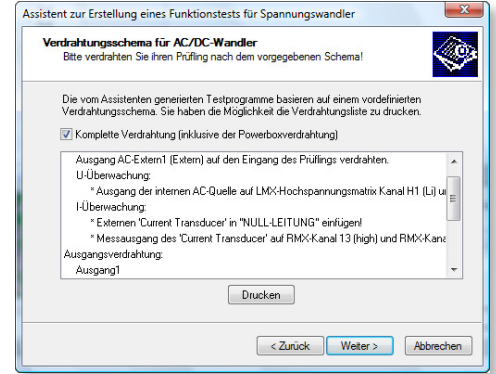 Assistent zur Erstellung eines Funktionstests für Spannungswandler
Verdrahtungsschema für AC/DC-Wandler
Bitte verdrahten Sie ihren Prüfling nach dem vorgegebenen Schema!
Die vom Assistenten generierten Testprogramme basieren auf einem vordefinierten
Verdrahtungsschema. Sie haben die Möglichkeit die Verdrahtungsliste zu drucken.
Komplette Verdrahtung (inklusive der Powerboxverdrahtung)
Ausgang AC-Extern1 (Extern) auf den Eingang des Prüflings verdrahten.
U-Überwachung:
* Ausgang der internen AC-Quelle auf LMX-Hochspannungsmatrix Kanal H1 (Li)
I-Überwachung:
* Externen 'Current Transducer' in "NULL-LEITUNG" einfügen!
* Messausgang des 'Current Transducer' auf RMX-Kanal 13 (high) und RMX-Kana
Ausgangsverdrahtung:
Ausgang1
Drucken
< Zurück Weiter > Abbrechen